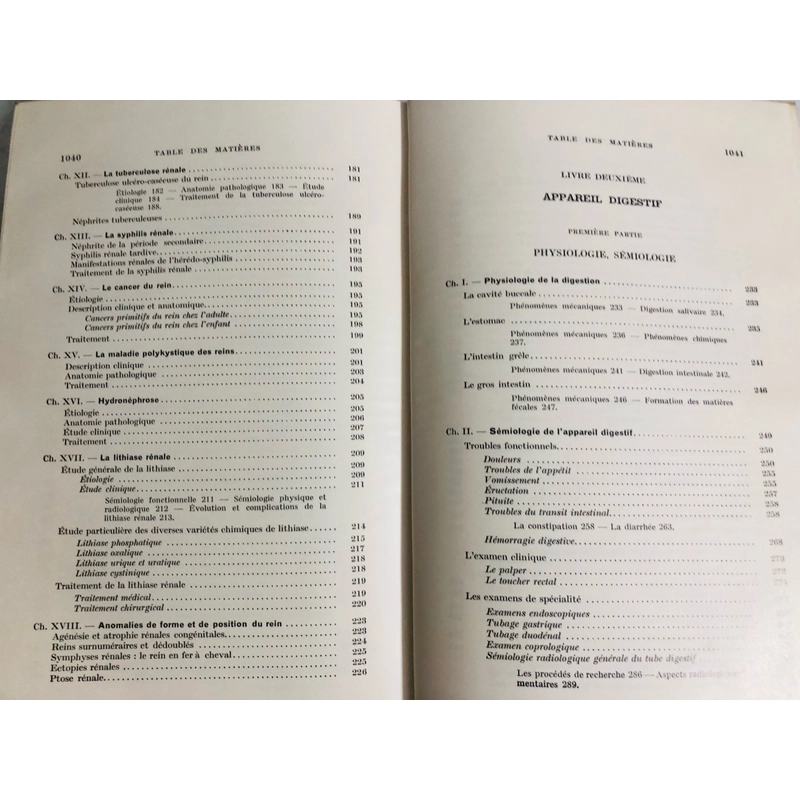 1040
TABLE DES MATIÈRES
Ch. XII. — La tuberculose rénale 181
Tuberculose ulcéro-caséeuse du rein 181
Étiologie 182 — Anatomie pathologique 183 — Étude
clinique 184 — Traitement de la tuberculose ulcéro-
caséeuse 188.
Néphrites tuberculeuses 189
Ch. XIII. — La syphilis rénale 191
Néphrite de la période secondaire 191
Syphilis rénale tardive 192
Manifestations rénales de l'hérédo-syphilis 193
Traitement de la syphilis rénale 193
Ch. XIV. — Le cancer du rein 195
Étiologie 195
Description clinique et anatomique 195
Cancers primitifs du rein chez l'adulte 195
Cancers primitifs du rein chez l'enfant 198
Traitement 199
Ch. XV. — La maladie polykystique des reins 201
Description clinique 201
Anatomie pathologique 203
Traitement 204
Ch. XVI. — Hydronéphrose 205
Étiologie 205
Anatomie pathologique 206
Étude clinique 207
Traitement 208
Ch. XVII. — La lithiase rénale 209
Étude générale de la lithiase 209
Étiologie 209
Étude clinique 211
Sémiologie fonctionnelle 211 — Sémiologie physique et
radiologique 212 — Évolution et complications de la
lithiase rénale 213.
Étude particulière des diverses variétés chimiques de lithiase 214
Lithiase phosphatique 215
Lithiase oxalique 217
Lithiase urique et uratique 218
Lithiase cystinique 218
Traitement de la lithiase rénale 219
Traitement médical 219
Traitement chirurgical 220
Ch. XVIII. — Anomalies de forme et de position du rein 223
Agénésie et atrophie rénales congénitales 223
Reins surnuméraires et dédoublés 224
Symphyses rénales : le rein en fer à cheval 225
Ectopies rénales 225
Ptose rénale 226
TABLE DES MATIÈRES
1041
LIVRE DEUXIÈME
APPAREIL DIGESTIF
PREMIÈRE PARTIE
PHYSIOLOGIE, SÉMIOLOGIE
Ch. I. — Physiologie de la digestion 233
La cavité buccale 233
Phénomènes mécaniques 233 — Digestion salivaire 234.
L'estomac 235
Phénomènes mécaniques 236 — Phénomènes chimiques
237.
L'intestin grêle 241
Phénomènes mécaniques 241 — Digestion intestinale 242.
Le gros intestin 246
Phénomènes mécaniques 246 — Formation des matières
fécales 247.
Ch. II. — Sémiologie de l'appareil digestif 249
Troubles fonctionnels 250
Douleurs 250
Troubles de l'appétit 255
Vomissement 255
Éructation 257
Pituite 258
Troubles du transit intestinal 258
La constipation 258 — La diarrhée 263.
Hémorragie digestive 268
L'examen clinique
Le palper
Le toucher rectal
Les examens de spécialité
Examens endoscopiques
Tubage gastrique
Tubage duodénal
Examen coprologique
Sémiologie radiologique générale du tube digestif
Les procédés de recherche 286 — Aspects
mentaires 289.